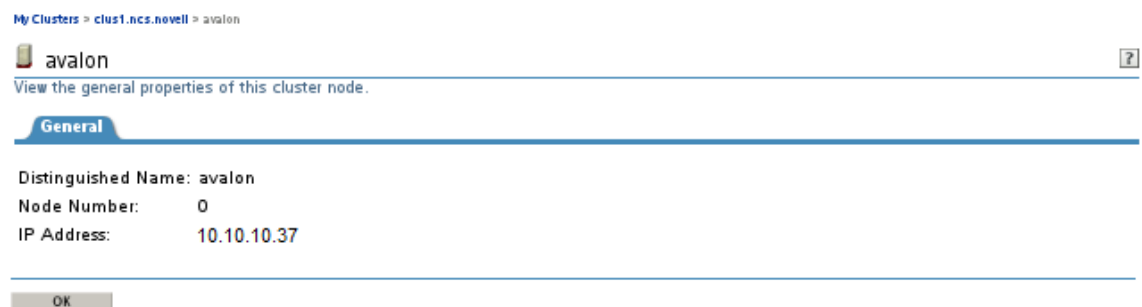 My Clusters > clus1.ncs.novell > avalon
avalon
?
View the general properties of this cluster node.
General
Distinguished Name: avalon
Node Number: 0
IP Address: 10.10.10.37
OK